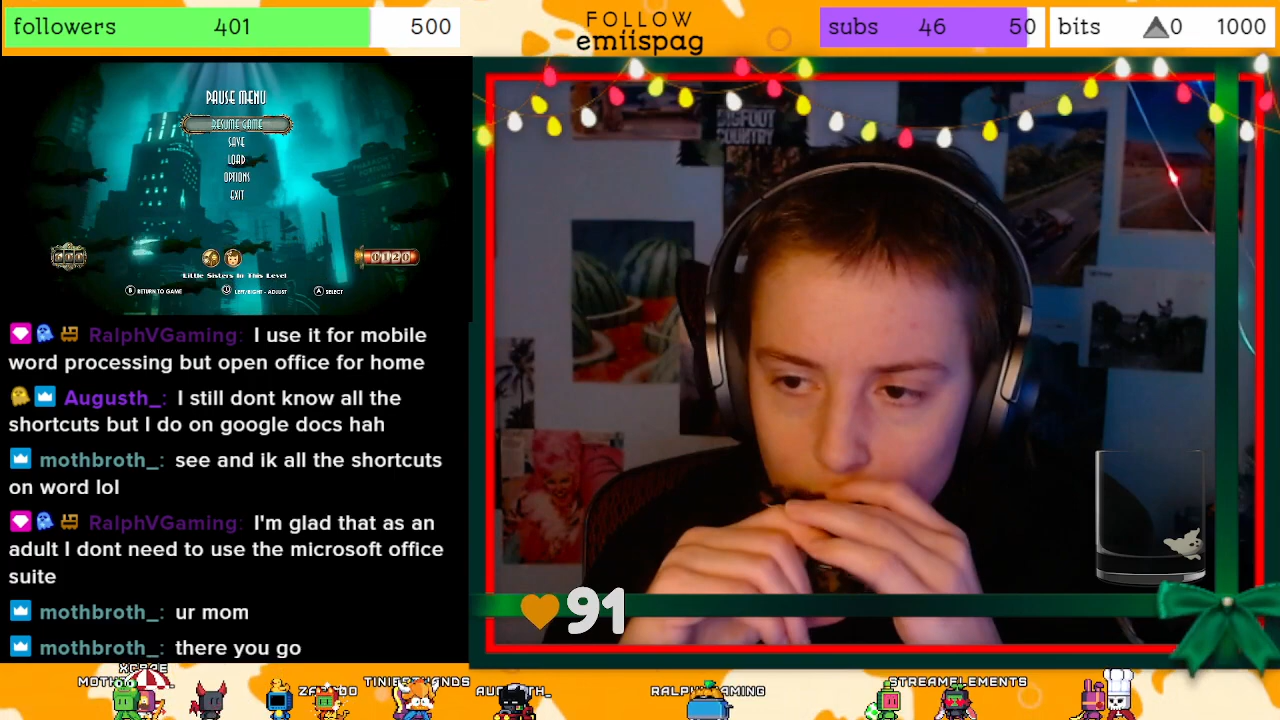 followers 401 500
FOLLOW
emiispag
subs 46 50
bits 0 1000
PAUSE MENU
RESUME GAME
SAVE
LOAD
OPTIONS
EXIT
600
0120
Little Sisters In This Level
B RETURN TO GAME
LEFT/RIGHT - ADJUST
A SELECT
BIGFOOT
COUNTRY
RalphVGaming: I use it for mobile
word processing but open office for home
Augusth_: I still dont know all the
shortcuts but I do on google docs hah
mothbroth_: see and ik all the shortcuts
on word lol
RalphVGaming: I'm glad that as an
adult I dont need to use the microsoft office
suite
mothbroth_: ur mom
mothbroth_: there you go
91
STREAMELEMENTS